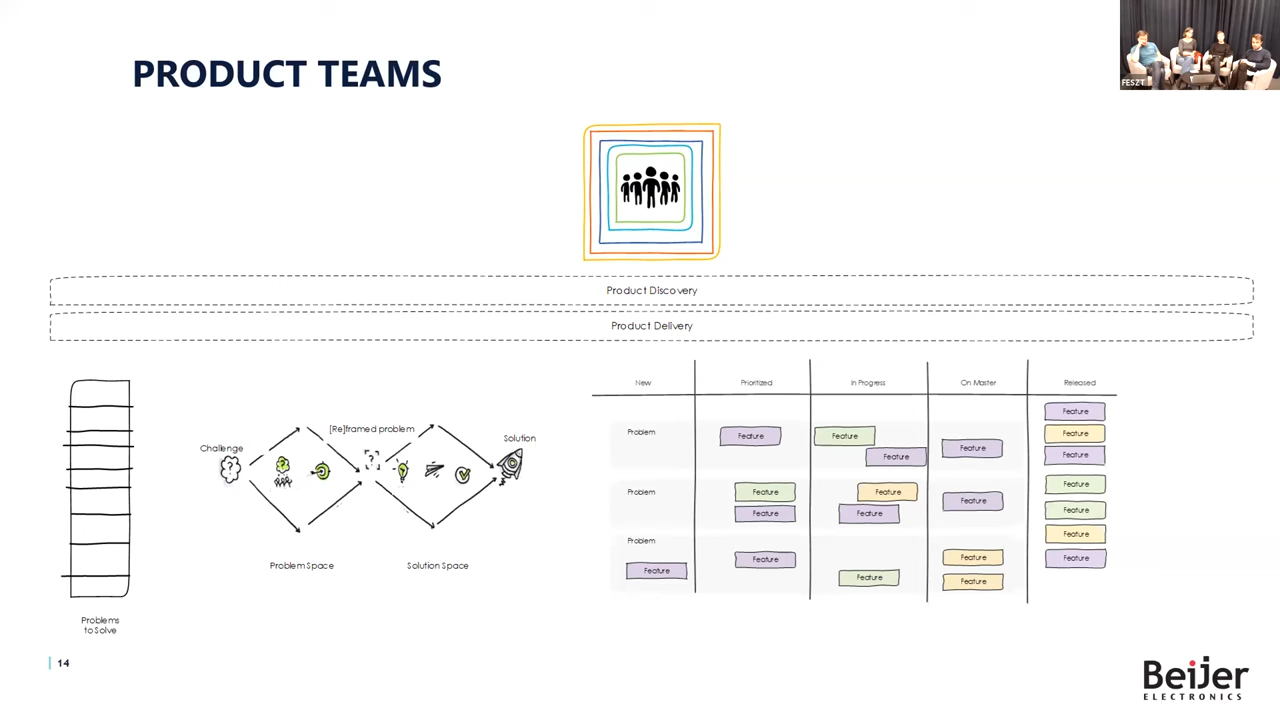 PRODUCT TEAMS
FESZT
Product Discovery
Product Delivery
New
Prioritized
In Progress
On Master
Released
Problem
Feature
Feature
Feature
Feature
Feature
Feature
Feature
Problem
Feature
Feature
Feature
Feature
Feature
Feature
Feature
Problem
Feature
Feature
Feature
Feature
Feature
Feature
Feature
Challenge
[Re]framed problem
Solution
?
?
?
Problem Space
Solution Space
Problems
to Solve
14
Beijer
ELECTRONICS